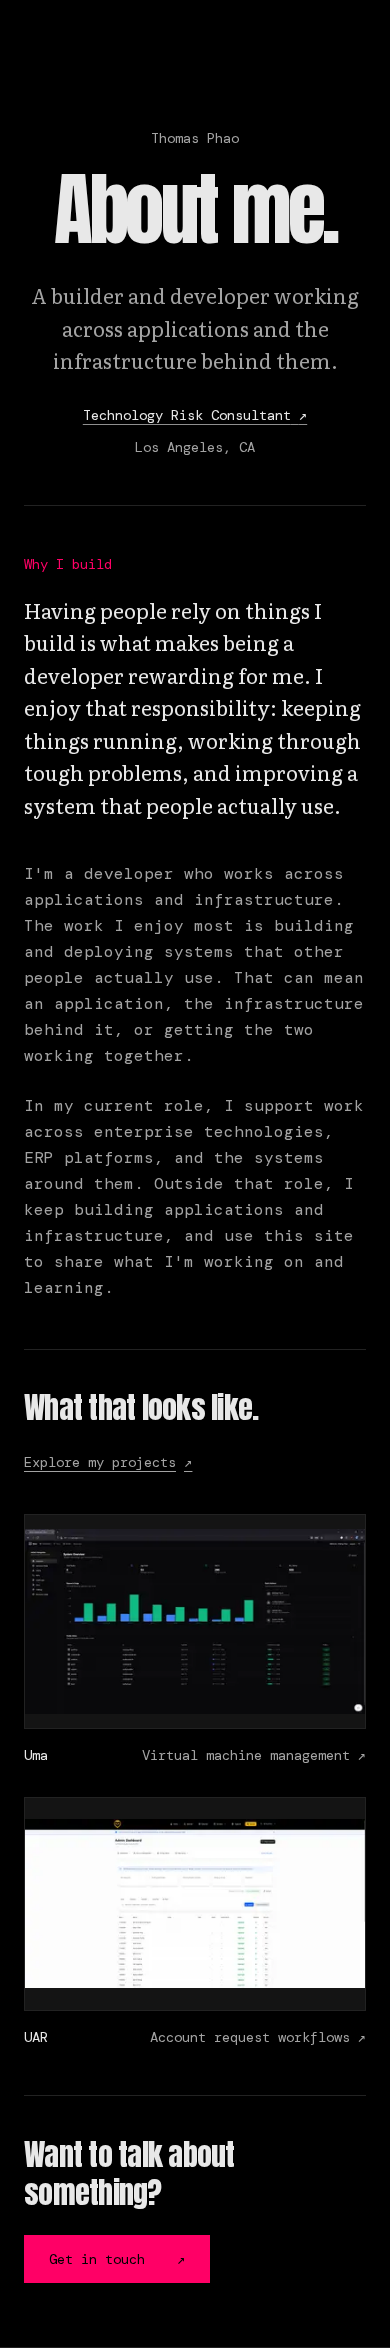 Thomas Phao
About me.
A builder and developer working
across applications and the
infrastructure behind them.
Technology Risk Consultant ↗
Los Angeles, CA
Why I build
Having people rely on things I
build is what makes being a
developer rewarding for me. I
enjoy that responsibility: keeping
things running, working through
tough problems, and improving a
system that people actually use.
I'm a developer who works across
applications and infrastructure.
The work I enjoy most is building
and deploying systems that other
people actually use. That can mean
an application, the infrastructure
behind it, or getting the two
working together.
In my current role, I support work
across enterprise technologies,
ERP platforms, and the systems
around them. Outside that role, I
keep building applications and
infrastructure, and use this site
to share what I'm working on and
learning.
What that looks like.
Explore my projects ↗
Uma Virtual machine management ↗
Admin Dashboard
UAR Account request workflows ↗
Want to talk about
something?
Get in touch ↗